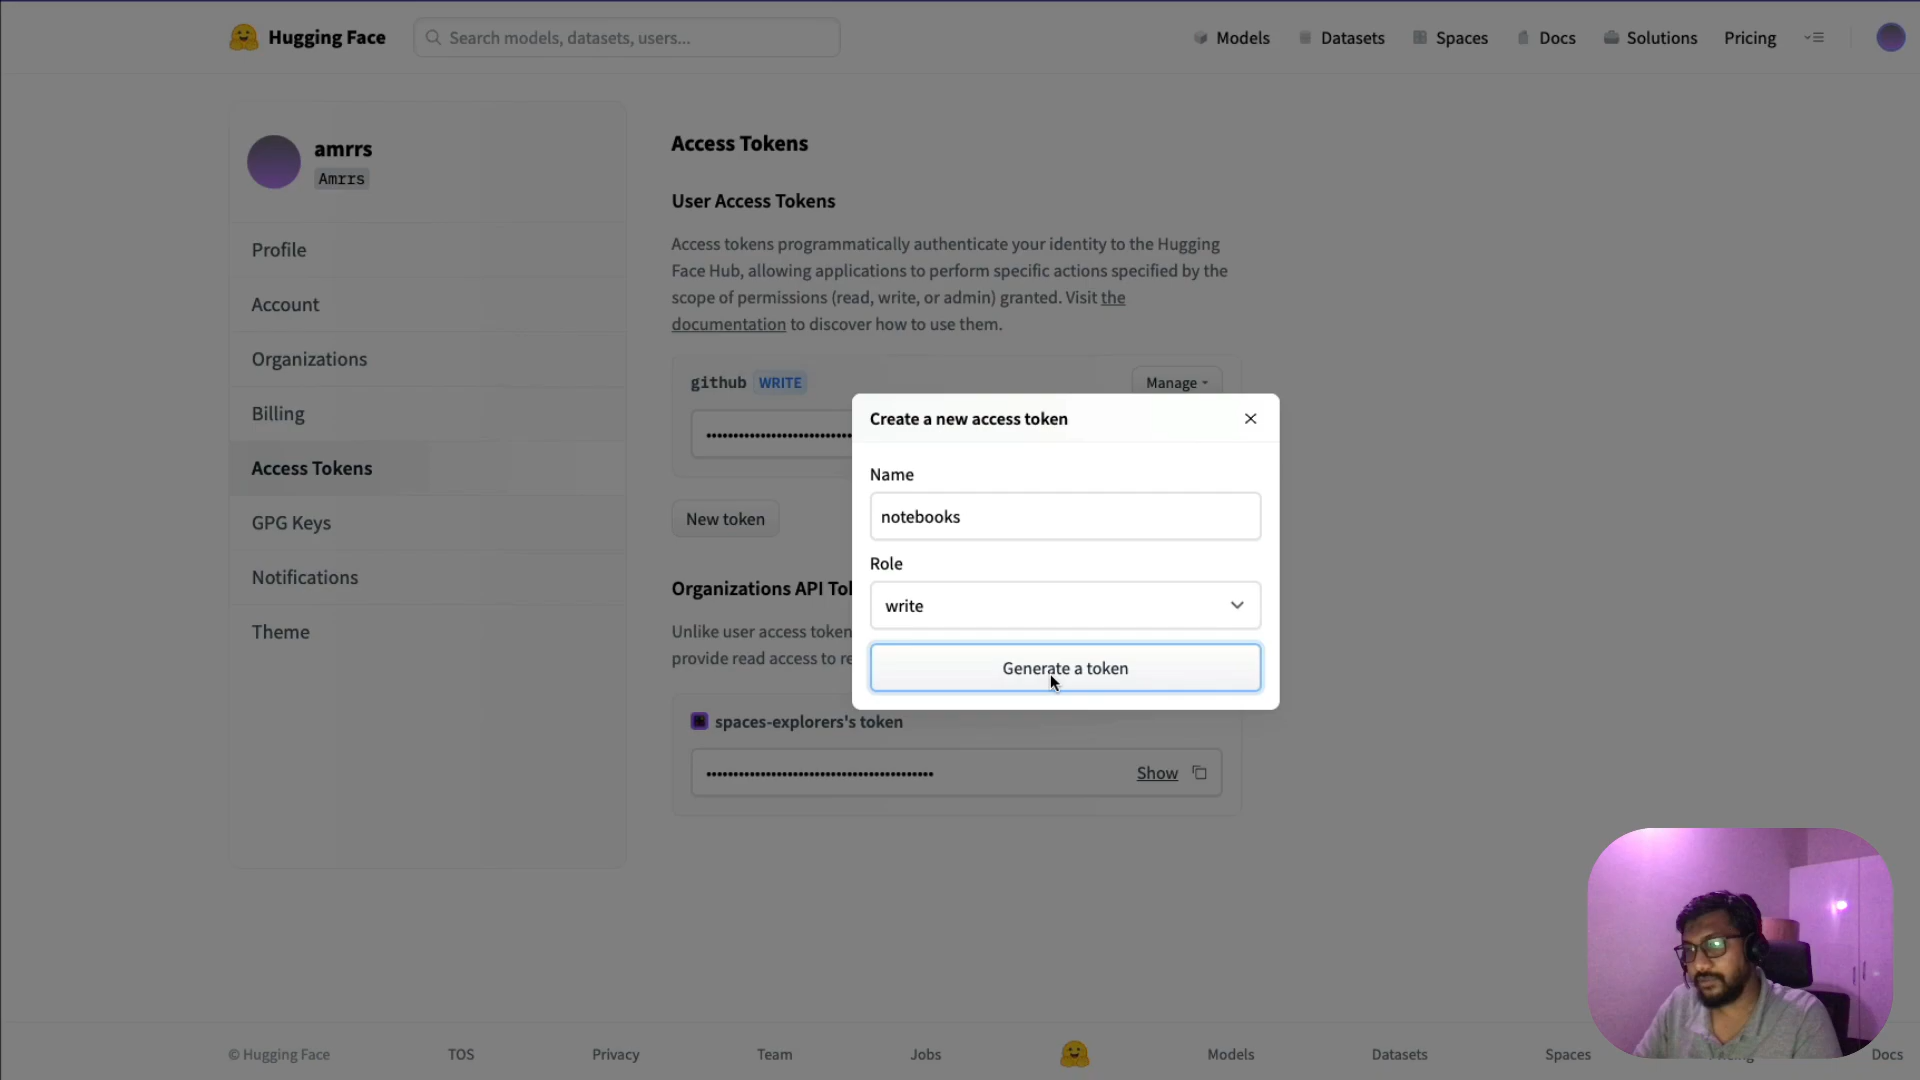 Hugging Face
Search models, datasets, users...
Models
Datasets
Spaces
Docs
Solutions
Pricing
amrrs
Amrrs
Profile
Account
Organizations
Billing
Access Tokens
GPG Keys
Notifications
Theme
Access Tokens
User Access Tokens
Access tokens programmatically authenticate your identity to the Hugging
Face Hub, allowing applications to perform specific actions specified by the
scope of permissions (read, write, or admin) granted. Visit the
documentation to discover how to use them.
github WRITE
Manage
New token
Organizations API
Unlike user access token
provide read access to
spaces-explorers's token
Show
Create a new access token
Name
notebooks
Role
write
Generate a token
© Hugging Face
TOS
Privacy
Team
Jobs
Models
Datasets
Spaces
Docs